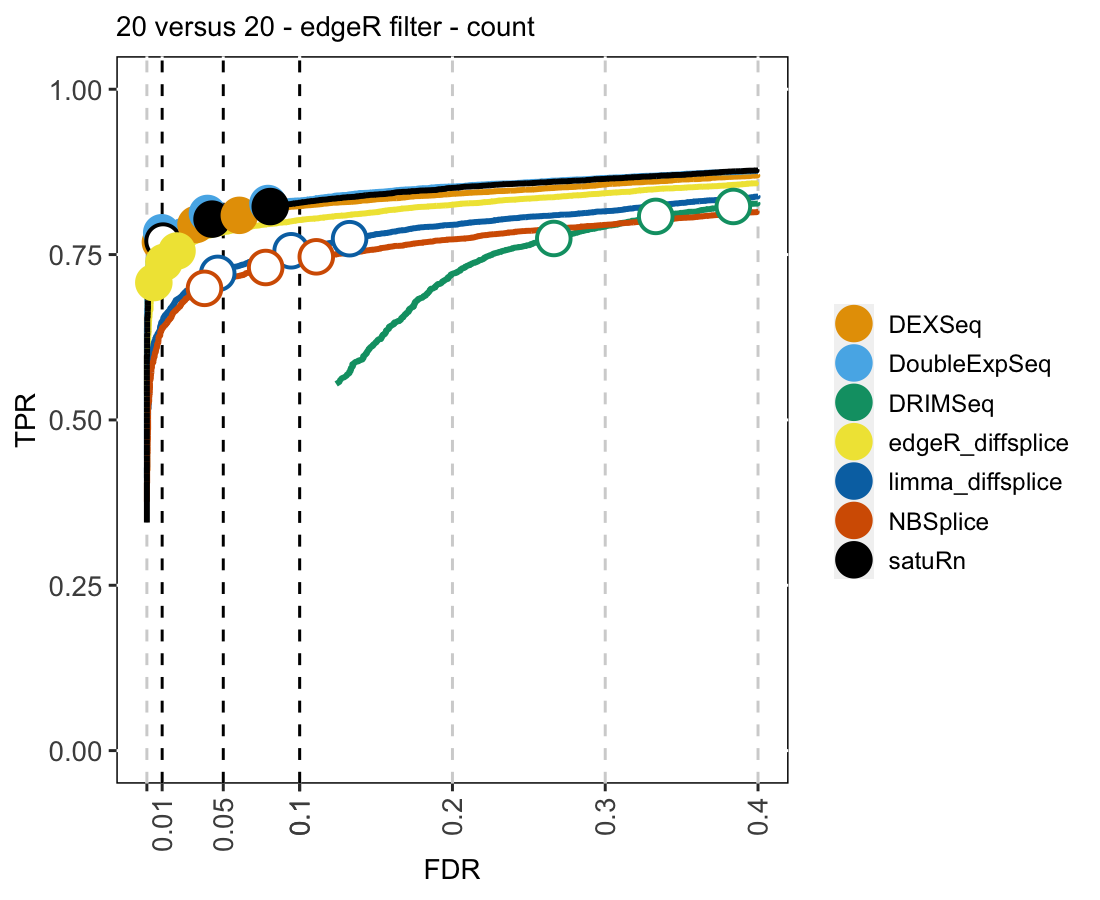 20 versus 20 - edgeR filter - count
TPR
1.00
0.75
0.50
0.25
0.00
0.01
0.05
0.1
0.2
0.3
0.4
FDR
DEXSeq
DoubleExpSeq
DRIMSeq
edgeR_diffsplice
limma_diffsplice
NBSplice
satuRn